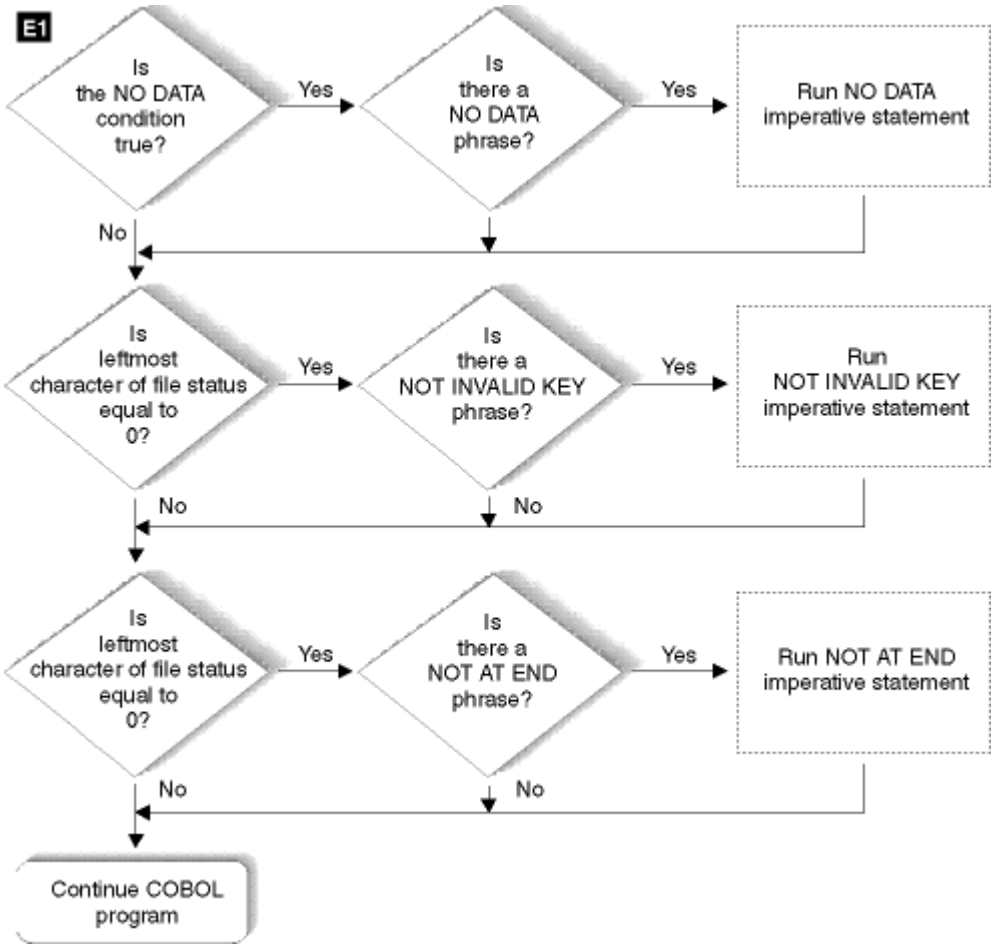 E1
Is
the NO DATA
condition
true?
Yes
Is
there a
NO DATA
phrase?
Yes
Run NO DATA
imperative statement
No
Is
leftmost
character of file status
equal to
0?
Yes
Is
there a
NOT INVALID KEY
phrase?
Yes
Run
NOT INVALID KEY
imperative statement
No
No
Is
leftmost
character of file status
equal to
0?
Yes
Is
there a
NOT AT END
phrase?
Yes
Run NOT AT END
imperative statement
No
No
Continue COBOL
program